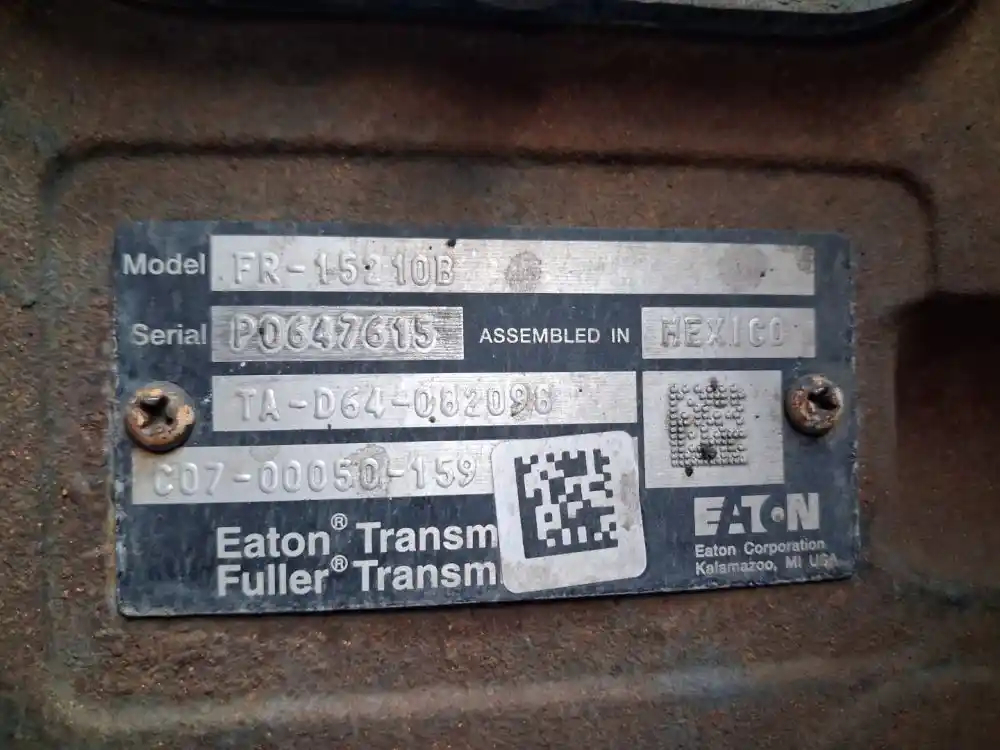 Model FR-15210B
Serial P0647615 ASSEMBLED IN MEXICO
TA-D64-082098
C07-00050-159
Eaton® Transm
Fuller® Transm
EATON
Eaton Corporation
Kalamazoo, MI USA